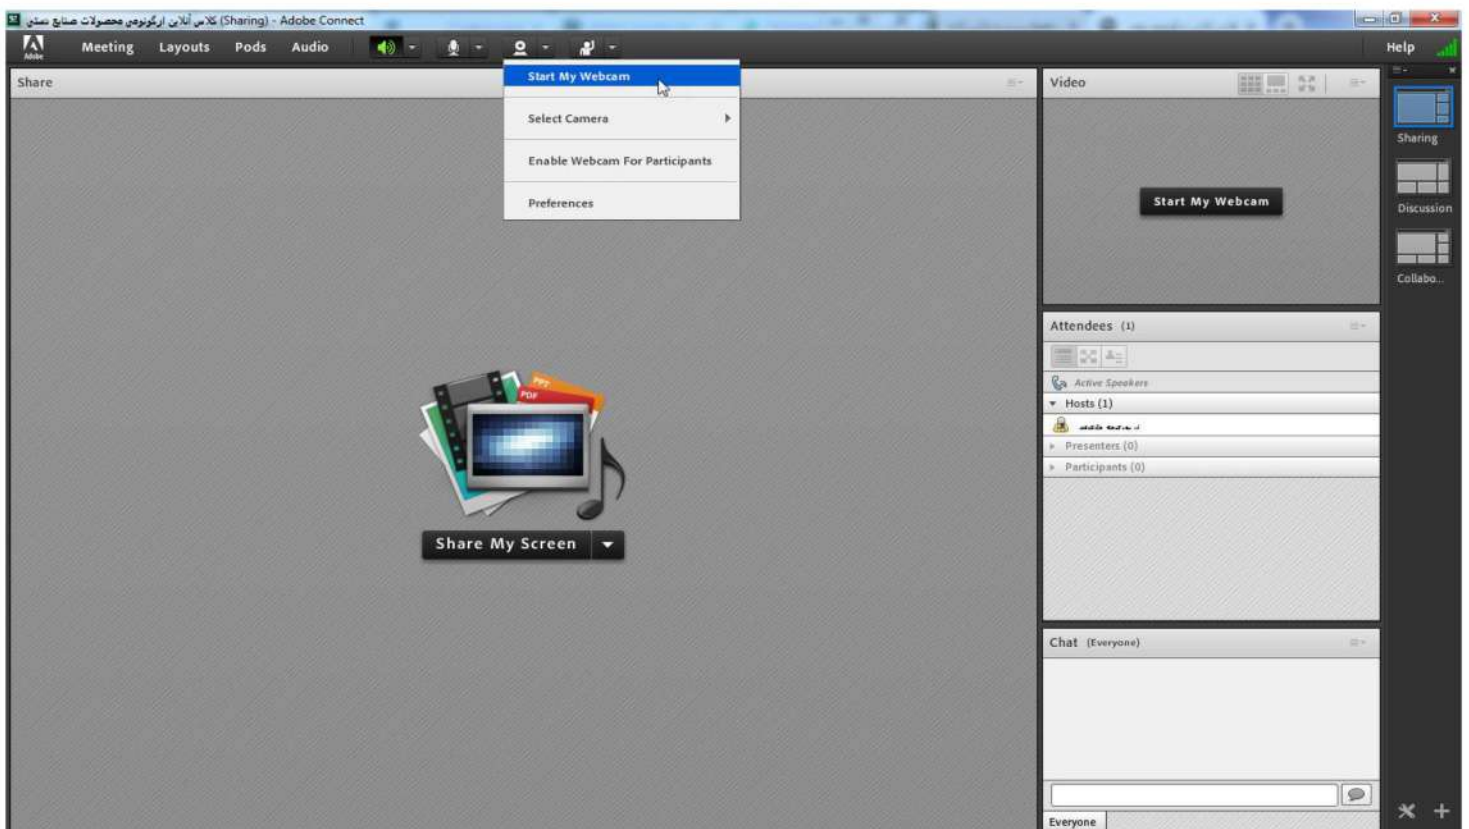 کلاس آنلاین ارگونومی محصولات صنایع دستی (Sharing) - Adobe Connect
Adobe Meeting Layouts Pods Audio Help
Share
Start My Webcam
Select Camera
Enable Webcam For Participants
Preferences
PPT
PDF
Share My Screen
Video
Start My Webcam
Attendees (1)
Active Speakers
Hosts (1)
Presenters (0)
Participants (0)
Chat (Everyone)
Everyone
Sharing
Discussion
Collabo...